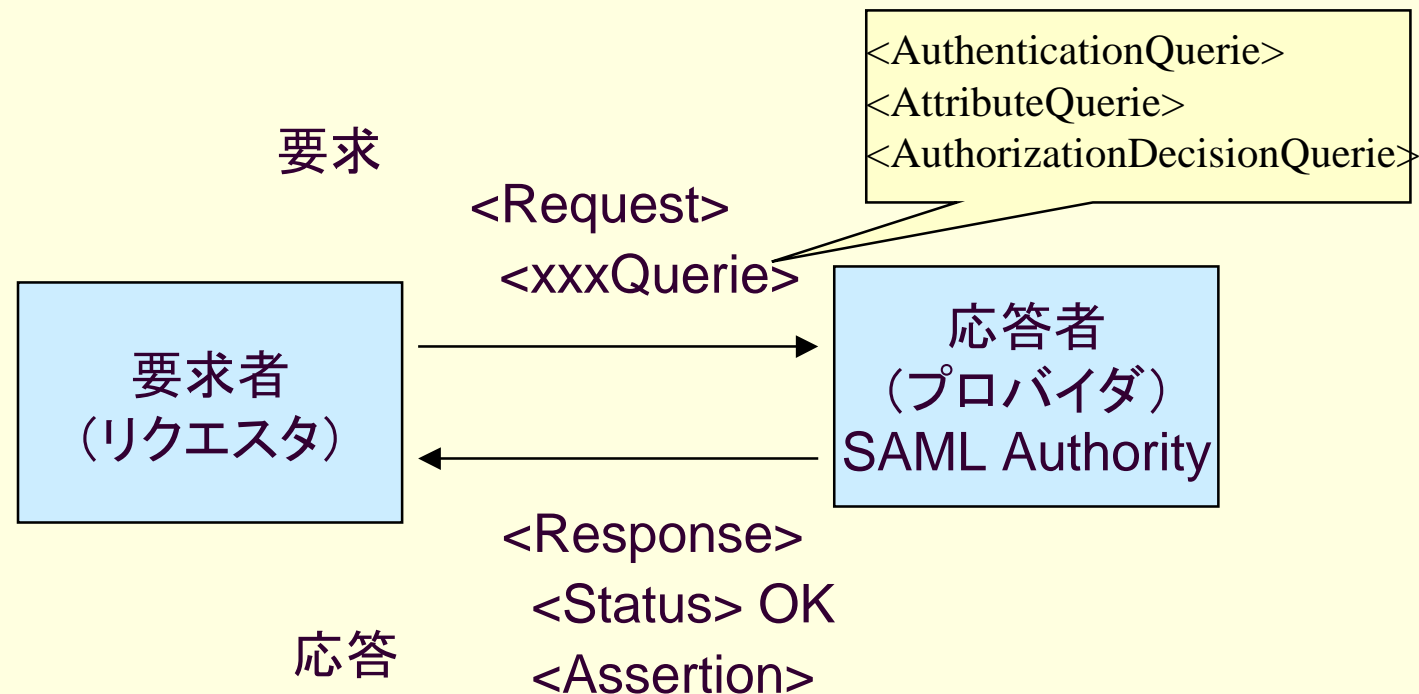 <AuthenticationQuerie>
<AttributeQuerie>
<AuthorizationDecisionQuerie>
要求
<Request>
<xxxQuerie>
要求者
（リクエスタ）
応答者
（プロバイダ）
SAML Authority
<Response>
<Status> OK
応答
<Assertion>